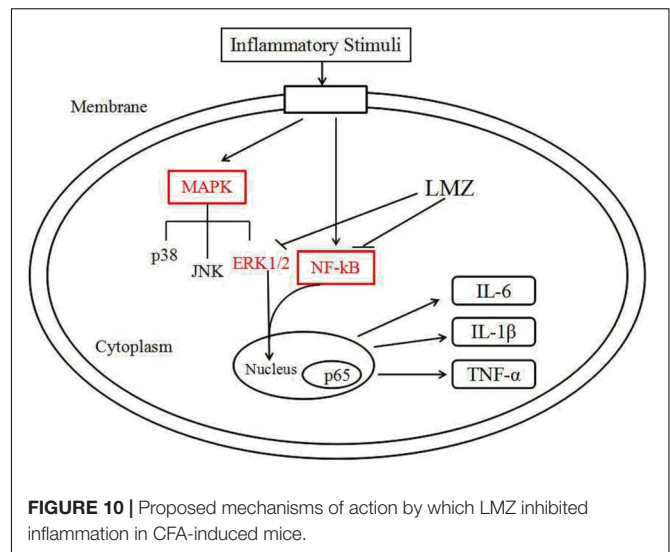 Inflammatory Stimuli
Membrane
MAPK
LMZ
p38
JNK
ERK1/2
NF-kB
IL-6
Cytoplasm
IL-1β
Nucleus
p65
TNF-α
FIGURE 10 | Proposed mechanisms of action by which LMZ inhibited
inflammation in CFA-induced mice.